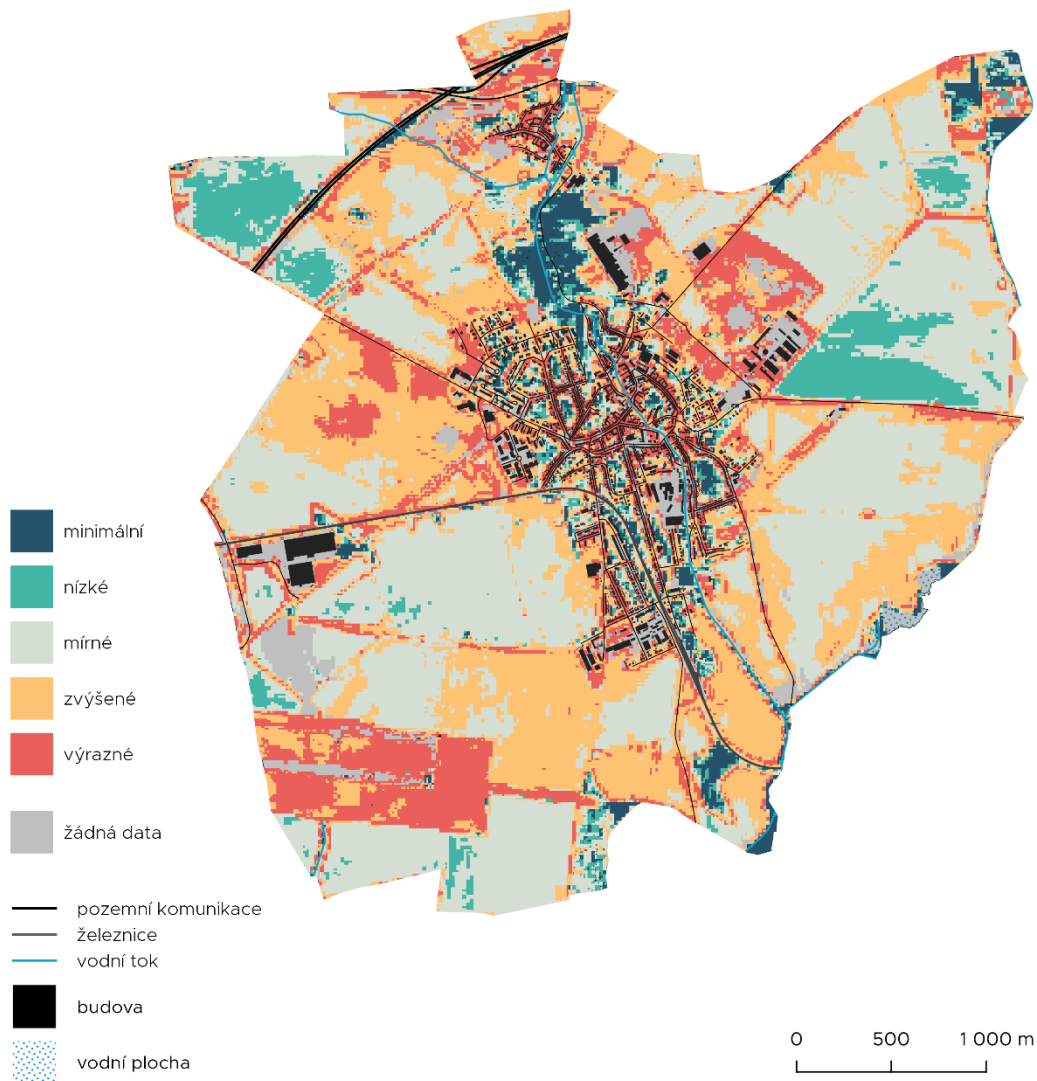 minimální
nízké
mírné
zvýšené
výrazné
žádná data
pozemní komunikace
železnice
vodní tok
budova
vodní plocha
0 500 1 000 m